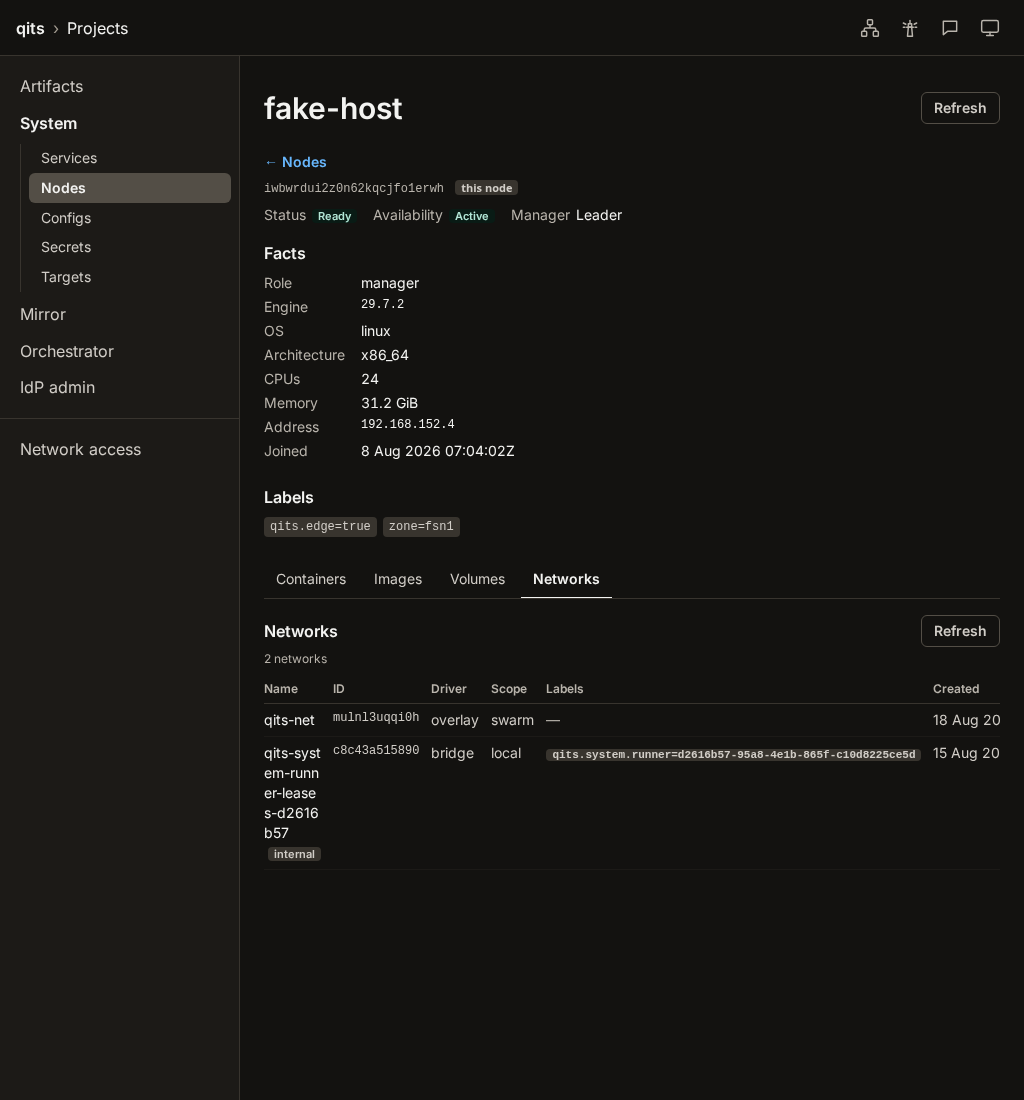 qits › Projects
Artifacts
System
Services
Nodes
Configs
Secrets
Targets
Mirror
Orchestrator
IdP admin
Network access
fake-host
Refresh
← Nodes
iwbwrdui2z0n62kqcjfo1erwh this node
Status Ready Availability Active Manager Leader
Facts
Role manager
Engine 29.7.2
OS linux
Architecture x86_64
CPUs 24
Memory 31.2 GiB
Address 192.168.152.4
Joined 8 Aug 2026 07:04:02Z
Labels
qits.edge=true zone=fsn1
Containers Images Volumes Networks
Networks
Refresh
2 networks
Name ID Driver Scope Labels Created
qits-net mulnl3uqqi0h overlay swarm — 18 Aug 20
qits-syst c8c43a515890 bridge local qits.system.runner=d2616b57-95a8-4e1b-865f-c10d8225ce5d 15 Aug 20
em-runn
er-lease
s-d2616
b57
internal